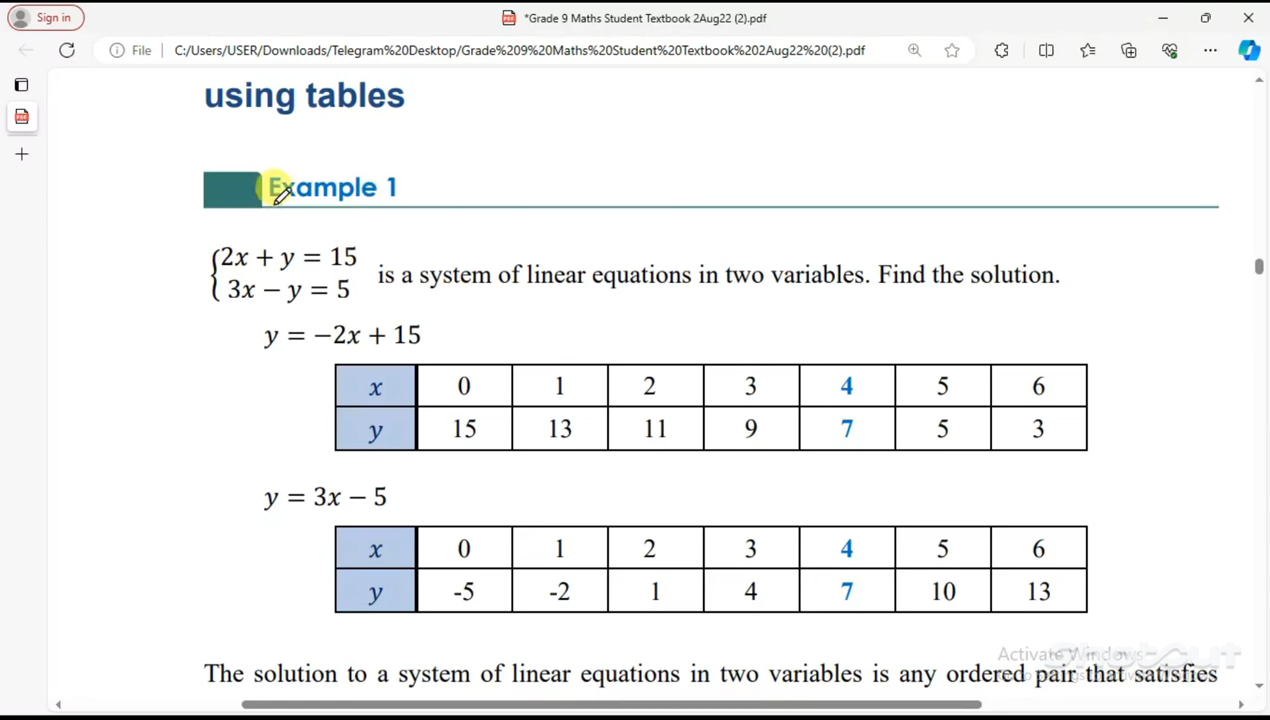 Sign in
*Grade 9 Maths Student Textbook 2Aug22 (2).pdf
File C:/Users/USER/Downloads/Telegram%20Desktop/Grade%209%20Maths%20Student%20Textbook%202Aug22%20(2).pdf
using tables
Example 1
2x + y = 15
3x − y = 5
is a system of linear equations in two variables. Find the solution.
y = −2x + 15
x 0 1 2 3 4 5 6
y 15 13 11 9 7 5 3
y = 3x − 5
x 0 1 2 3 4 5 6
y -5 -2 1 4 7 10 13
Activate Windows
The solution to a system of linear equations in two variables is any ordered pair that satisfies